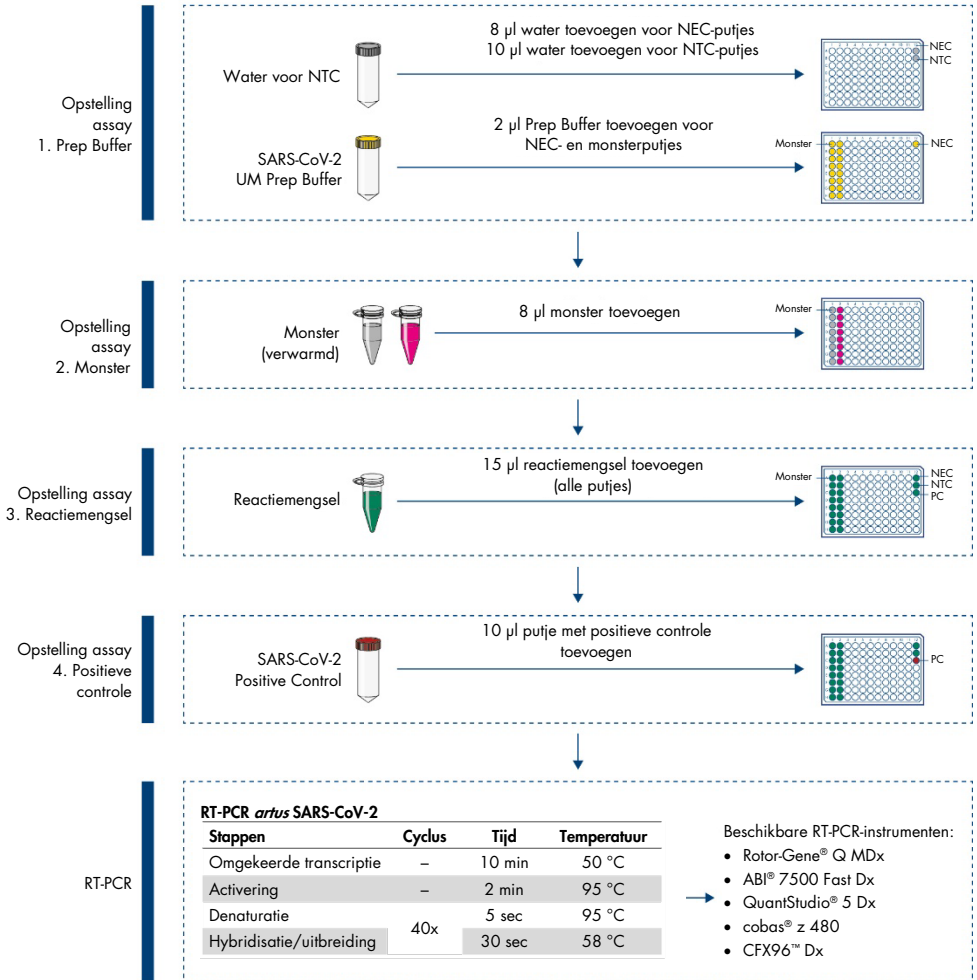 Opstelling
assay
1. Prep Buffer
Water voor NTC
8 µl water toevoegen voor NEC-putjes
10 µl water toevoegen voor NTC-putjes
NEC
NTC
SARS-CoV-2
UM Prep Buffer
2 µl Prep Buffer toevoegen voor
NEC- en monsterputjes
Monster
NEC
Opstelling
assay
2. Monster
Monster
(verwarmd)
8 µl monster toevoegen
Monster
Opstelling assay
3. Reactiemengsel
Reactiemengsel
15 µl reactiemengsel toevoegen
(alle putjes)
Monster
NEC
NTC
PC
Opstelling assay
4. Positieve
controle
SARS-CoV-2
Positive Control
10 µl putje met positieve controle
toevoegen
PC
RT-PCR
RT-PCR artus SARS-CoV-2
Stappen Cyclus Tijd Temperatuur
Omgekeerde transcriptie – 10 min 50 °C
Activering – 2 min 95 °C
Denaturatie 40x 5 sec 95 °C
Hybridisatie/uitbreiding 30 sec 58 °C
Beschikbare RT-PCR-instrumenten:
• Rotor-Gene® Q MDx
• ABI® 7500 Fast Dx
• QuantStudio® 5 Dx
• cobas® z 480
• CFX96™ Dx